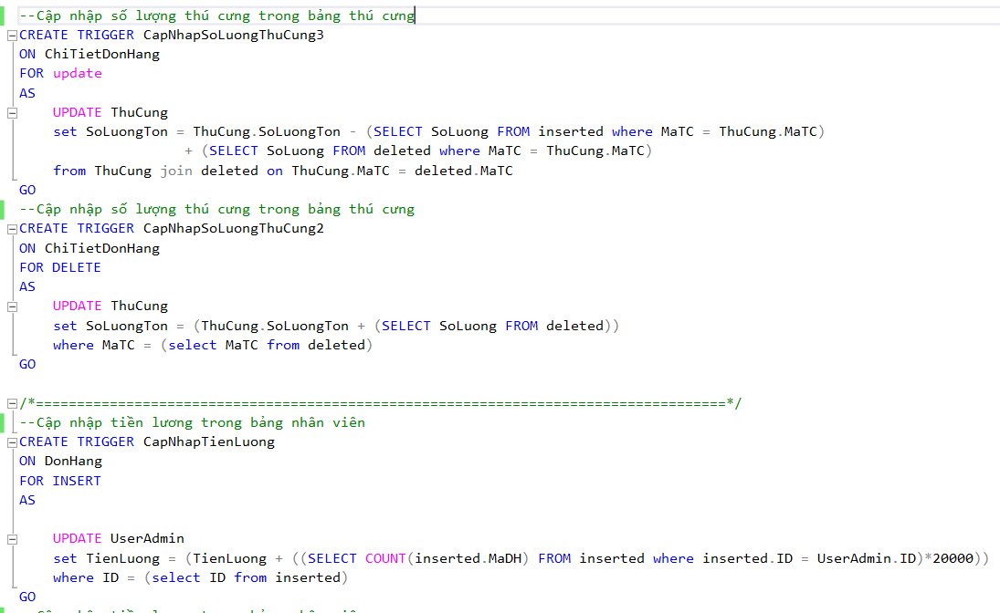 --Cập nhập số lượng thú cưng trong bảng thú cưng
CREATE TRIGGER CapNhapSoLuongThuCung3
ON ChiTietDonHang
FOR update
AS
UPDATE ThuCung
set SoLuongTon = ThuCung.SoLuongTon - (SELECT SoLuong FROM inserted where MaTC = ThuCung.MaTC)
+ (SELECT SoLuong FROM deleted where MaTC = ThuCung.MaTC)
from ThuCung join deleted on ThuCung.MaTC = deleted.MaTC
GO
--Cập nhập số lượng thú cưng trong bảng thú cưng
CREATE TRIGGER CapNhapSoLuongThuCung2
ON ChiTietDonHang
FOR DELETE
AS
UPDATE ThuCung
set SoLuongTon = (ThuCung.SoLuongTon + (SELECT SoLuong FROM deleted))
where MaTC = (select MaTC from deleted)
GO
/*====================================================================================*/
--Cập nhập tiền lương trong bảng nhân viên
CREATE TRIGGER CapNhapTienLuong
ON DonHang
FOR INSERT
AS
UPDATE UserAdmin
set TienLuong = (TienLuong + ((SELECT COUNT(inserted.MaDH) FROM inserted where inserted.ID = UserAdmin.ID)*20000))
where ID = (select ID from inserted)
GO